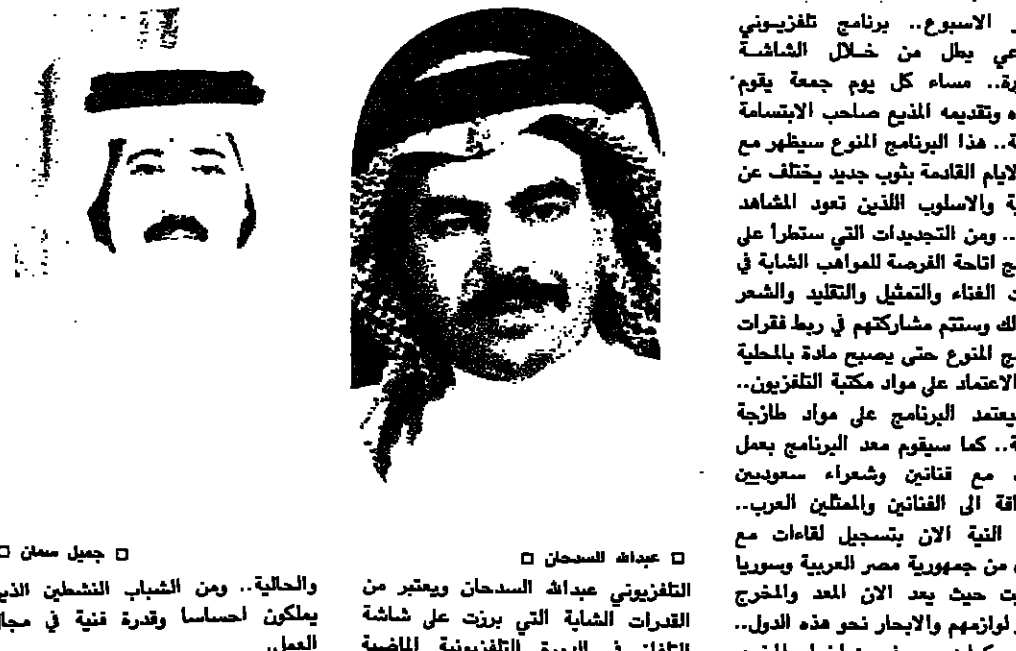 الاسبوع.. برنامج تلفزيوني
يطل من خلال الشاشة
مساء كل يوم جمعة يقوم
وتقديمه المذيع صاحب الابتسامة
هذا البرنامج المنوع سيظهر مع
الايام القادمة بثوب جديد يختلف عن
والاسلوب اللذين تعود المشاهد
.. ومن التجديدات التي ستطرأ على
اتاحة الفرصة للمواهب الشابة في
الغناء والتمثيل والتقليد والشعر
وستتم مشاركتهم في ربط فقرات
المنوع حتى يصبح مادة بالمحلية
الاعتماد على مواد مكتبة التلفزيون..
يعتمد البرنامج على مواد طازجة
كما سيقوم معد البرنامج بعمل
مع فنانين وشعراء سعوديين
الى الفنانين والممثلين العرب..
النية الان بتسجيل لقاءات مع
من جمهورية مصر العربية وسوريا
حيث يعد الان المعد والمخرج
لوازمهم والابحار نحو هذه الدول..
□ عبدالله السدحان □
التلفزيوني عبدالله السدحان ويعتبر من
القدرات الشابة التي برزت على شاشة
التلفاز في الدورة التلفزيونية الماضية
□ جميل سمان □
والحالية.. ومن الشباب النشطين الذين
يملكون احساسا وقدرة فنية في مجال
العمل.